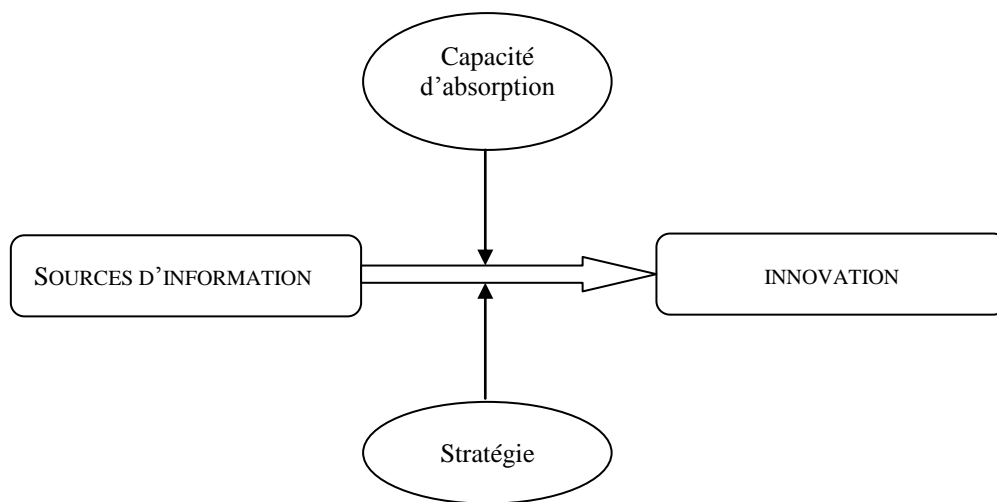 Capacité
d’absorption
SOURCES D’INFORMATION
INNOVATION
Stratégie